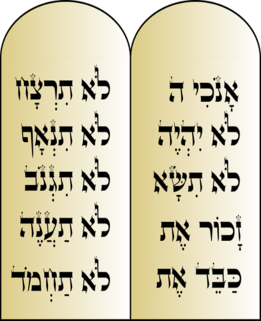 אָנֹכִי ה
לֹא יִהְיֶה
לֹא תִשָּׂא
זָכוֹר אֶת
כַּבֵּד אֶת
לֹא תִרְצָח
לֹא תִנְאָף
לֹא תִגְנֹב
לֹא תַעֲנֶה
לֹא תַחְמֹד